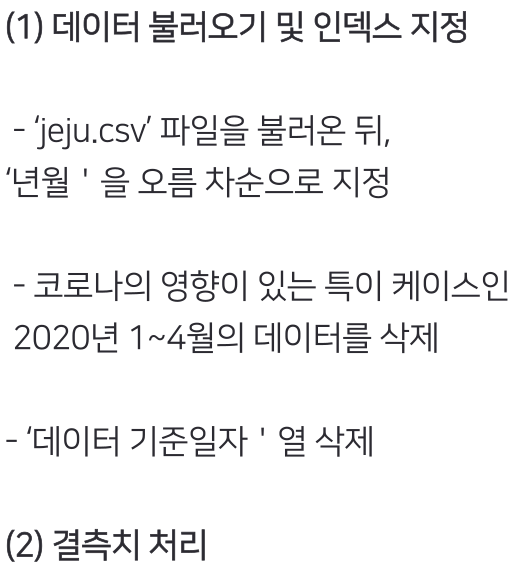 (1) 데이터 불러오기 및 인덱스 지정
- ‘jeju.csv’ 파일을 불러온 뒤,
‘년월 ' 을 오름 차순으로 지정
- 코로나의 영향이 있는 특이 케이스인
2020년 1~4월의 데이터를 삭제
- ‘데이터 기준일자 ' 열 삭제
(2) 결측치 처리